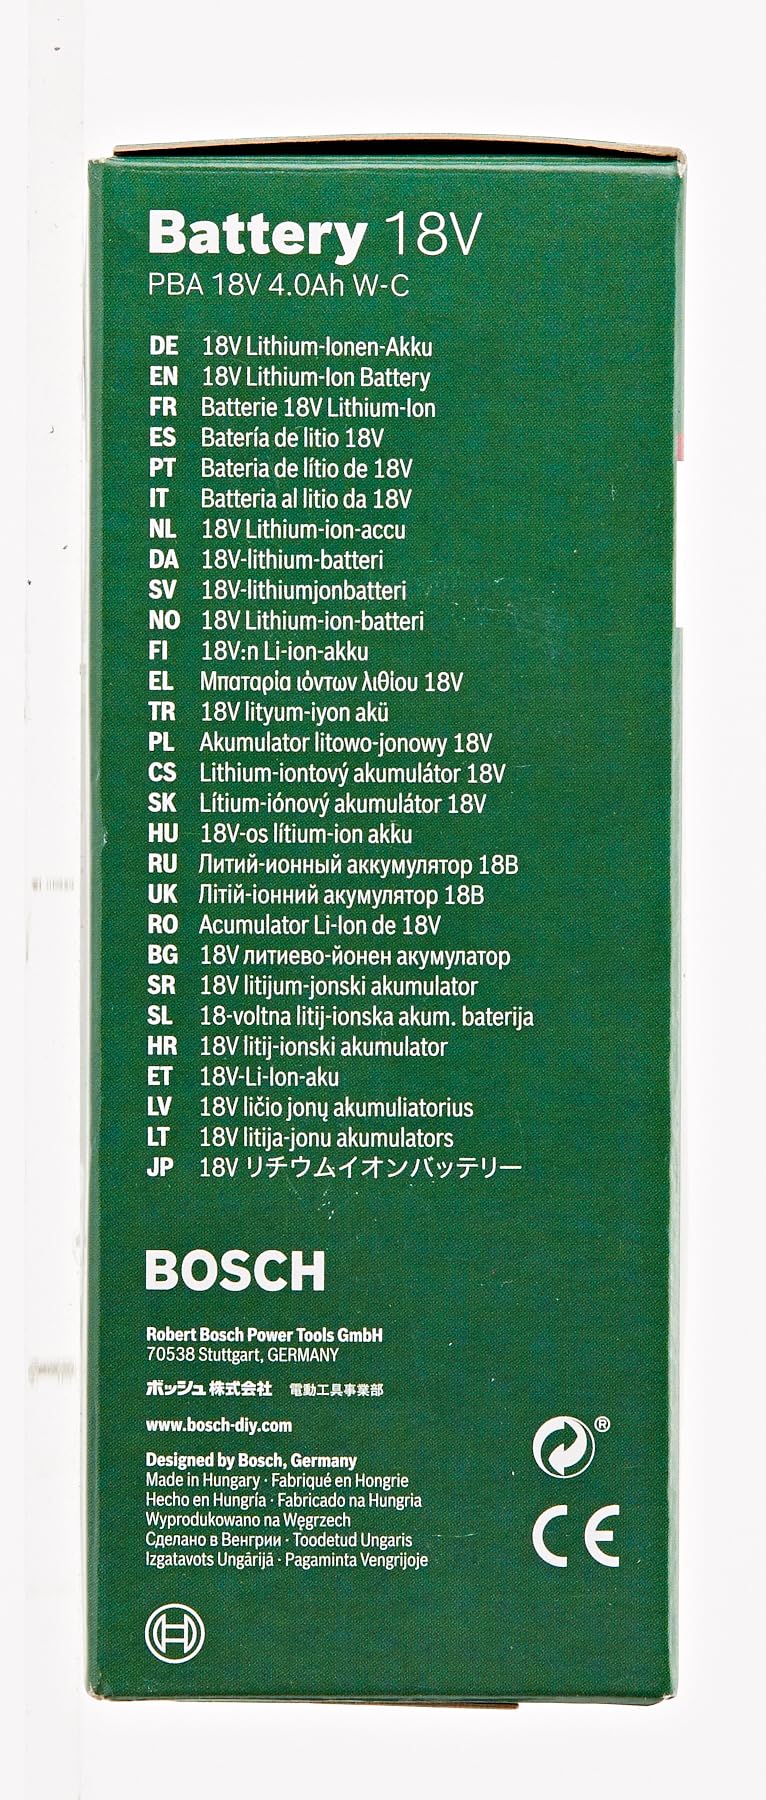 Battery 18V
PBA 18V 4.0Ah W-C
DE 18V Lithium-Ionen-Akku
EN 18V Lithium-Ion Battery
FR Batterie 18V Lithium-Ion
ES Batería de litio 18V
PT Bateria de lítio de 18V
IT Batteria al litio da 18V
NL 18V Lithium-ion-accu
DA 18V-lithium-batteri
SV 18V-lithiumjonbatteri
NO 18V Lithium-ion-batteri
FI 18V:n Li-ion-akku
EL Μπαταρία ιόντων λιθίου 18V
TR 18V lityum-iyon akü
PL Akumulator litowo-jonowy 18V
CS Lithium-iontový akumulátor 18V
SK Lítium-iónový akumulátor 18V
HU 18V-os lítium-ion akku
RU Литий-ионный аккумулятор 18В
UK Літій-іонний акумулятор 18В
RO Acumulator Li-Ion de 18V
BG 18V литиево-йонен акумулатор
SR 18V litijum-jonski akumulator
SL 18-voltna litij-ionska akum. baterija
HR 18V litij-ionski akumulator
ET 18V-Li-Ion-aku
LV 18V ličio jonų akumuliatorius
LT 18V litija-jonu akumulators
JP 18V リチウムイオンバッテリー
BOSCH
Robert Bosch Power Tools GmbH
70538 Stuttgart, GERMANY
ボッシュ株式会社 電動工具事業部
www.bosch-diy.com
Designed by Bosch, Germany
Made in Hungary · Fabriqué en Hongrie
Hecho en Hungría · Fabricado na Hungria
Wyprodukowano na Węgrzech
Сделано в Венгрии · Toodetud Ungaris
Izgatavots Ungārijā · Pagaminta Vengrijoje
®
CE